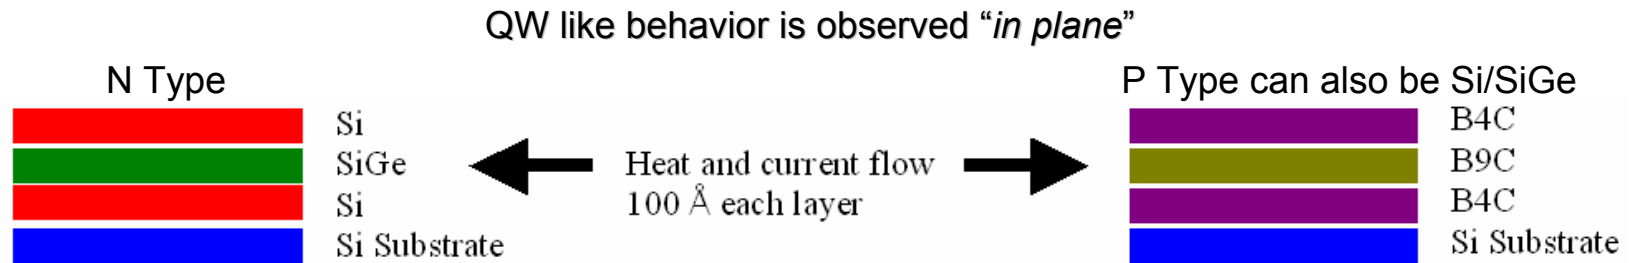 QW like behavior is observed “in plane”
N Type
Si
SiGe
Si
Si Substrate
Heat and current flow
100 Å each layer
P Type can also be Si/SiGe
B4C
B9C
B4C
Si Substrate